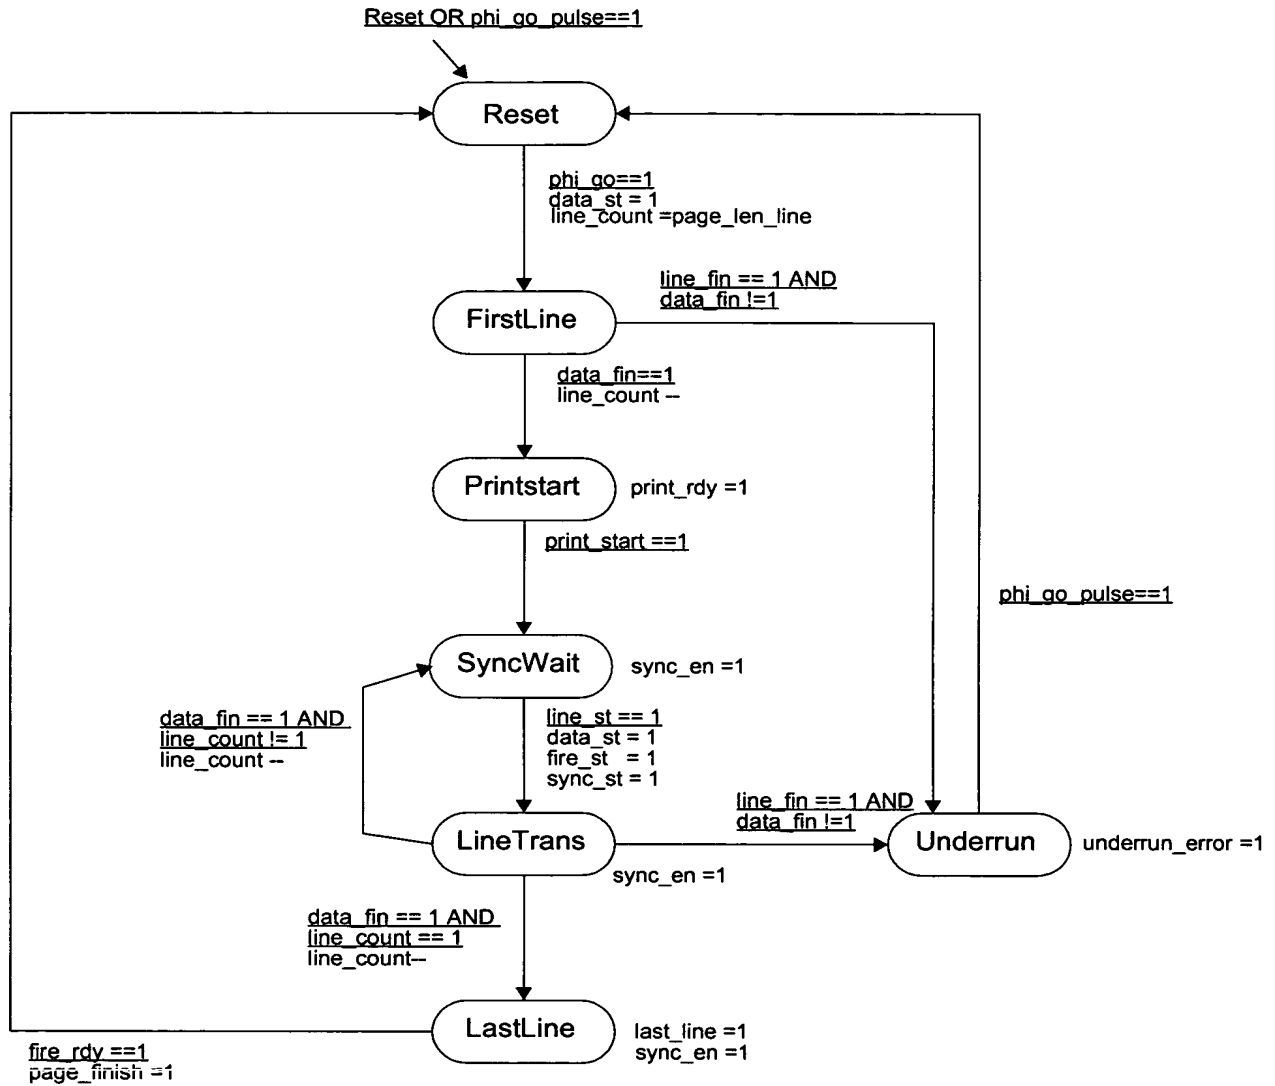 Reset OR phi_go_pulse==1
Reset
phi_go==1
data_st = 1
line_count =page_len_line
line_fin == 1 AND
data_fin !=1
FirstLine
data_fin==1
line_count --
Printstart
print_rdy =1
print_start ==1
phi_go_pulse==1
SyncWait
sync_en =1
data_fin == 1 AND
line_count != 1
line_count --
line_st == 1
data_st = 1
fire_st = 1
sync_st = 1
line_fin == 1 AND
data_fin !=1
LineTrans
sync_en =1
Underrun
underrun_error =1
data_fin == 1 AND
line_count == 1
line_count--
LastLine
last_line =1
sync_en =1
fire_rdy ==1
page_finish =1